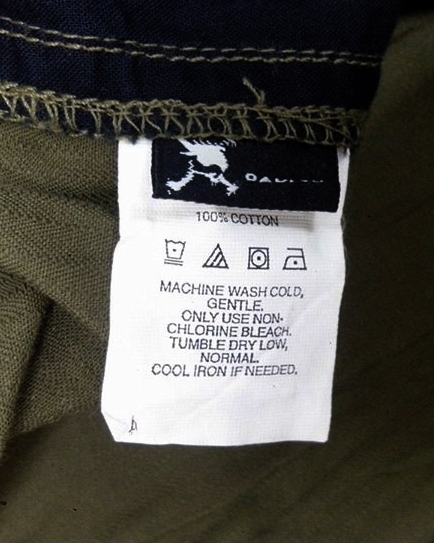 100% COTTON
MACHINE WASH COLD,
GENTLE.
ONLY USE NON-
CHLORINE BLEACH.
TUMBLE DRY LOW,
NORMAL.
COOL IRON IF NEEDED.